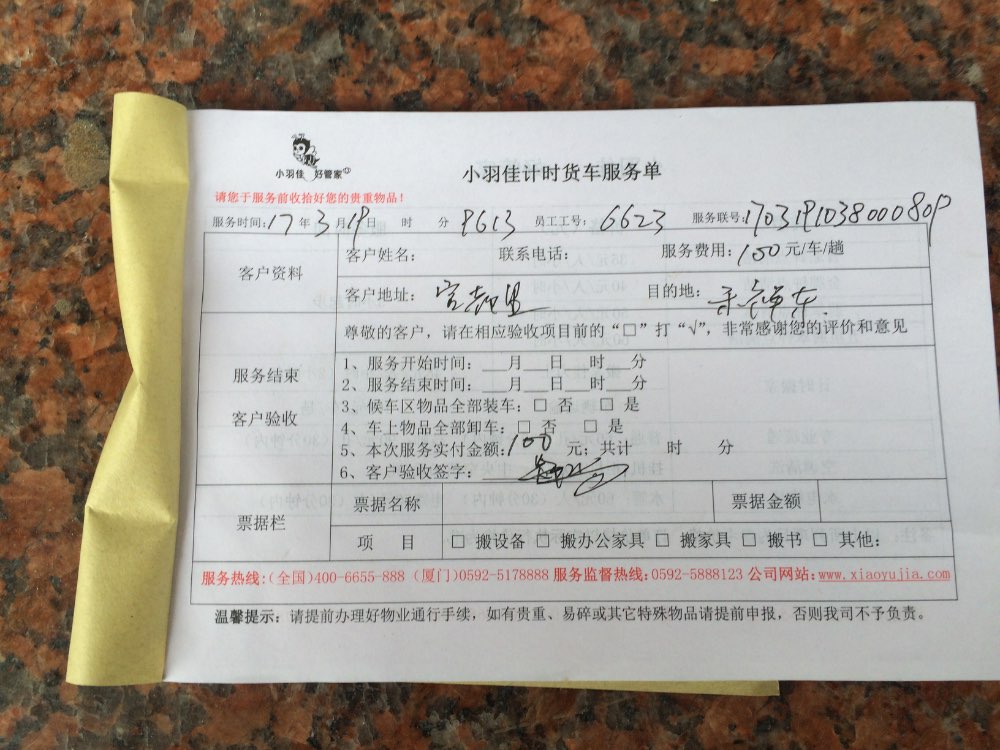 小羽佳 好管家
小羽佳计时货车服务单
请您于服务前收拾好您的贵重物品！
服务时间：17年3月19日 时 分 9613 员工工号：6623 服务联号：
客户资料
客户姓名： 联系电话： 服务费用：100元/车/趟
客户地址： 目的地：
尊敬的客户，请在相应验收项目前的“□”打“√”，非常感谢您的评价和意见
服务结束
客户验收
1、服务开始时间：___月___日___时___分
2、服务结束时间：___月___日___时___分
3、候车区物品全部装车：□ 否 □ 是
4、车上物品全部卸车：□ 否 □ 是
5、本次服务实付金额：100 元；共计 时 分
6、客户验收签字：
票据栏
票据名称 票据金额
项 目 □ 搬设备 □ 搬办公家具 □ 搬家具 □ 搬书 □ 其他：
服务热线：(全国)400-6655-888 (厦门)0592-5178888 服务监督热线：0592-5888123 公司网站：www.xiaoyujia.com
温馨提示：请提前办理好物业通行手续，如有贵重、易碎或其它特殊物品请提前申报，否则我司不予负责。